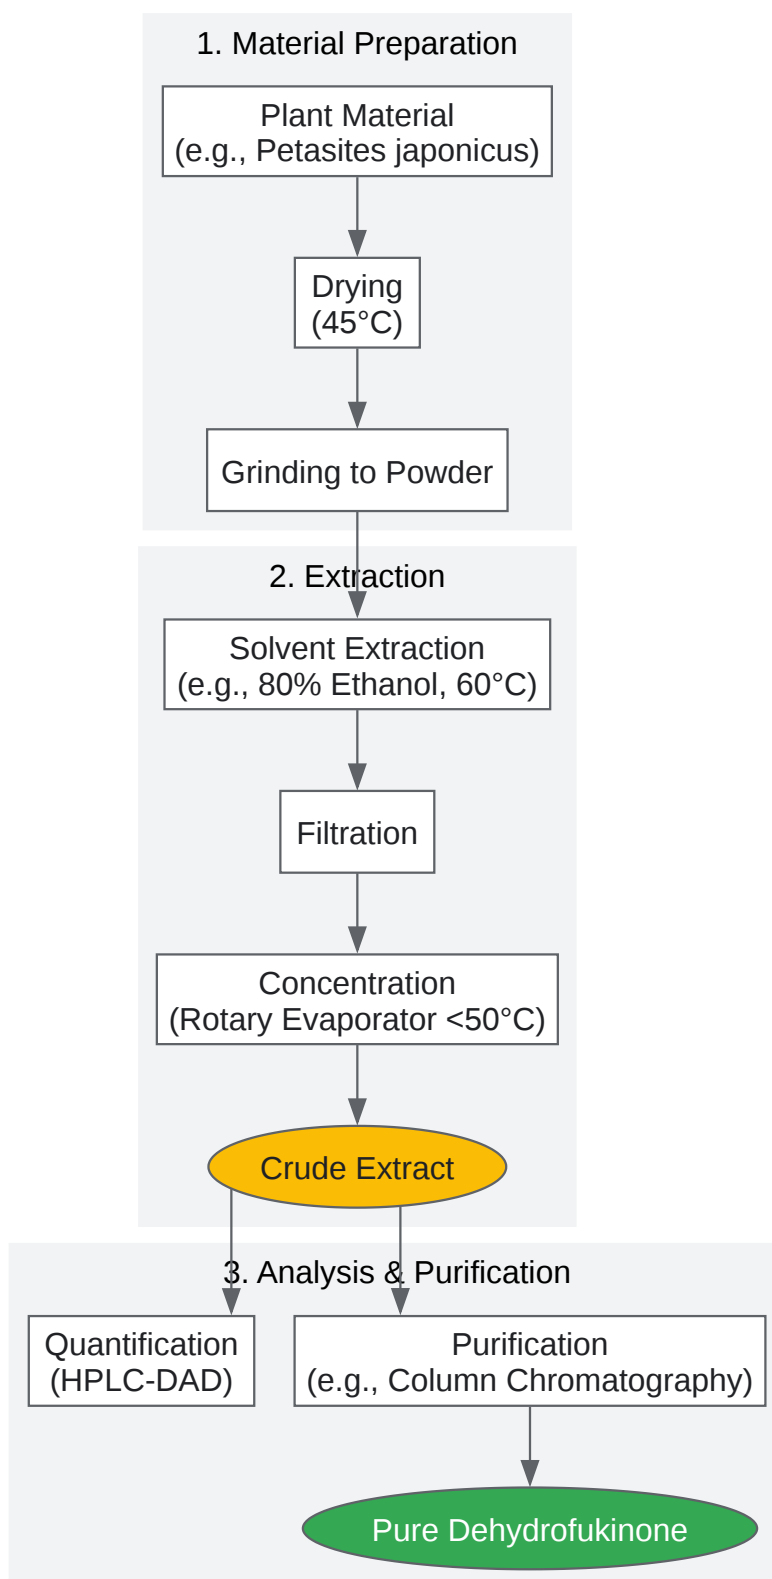 1. Material Preparation
Plant Material
(e.g., Petasites japonicus)
Drying
(45°C)
Grinding to Powder
2. Extraction
Solvent Extraction
(e.g., 80% Ethanol, 60°C)
Filtration
Concentration
(Rotary Evaporator <50°C)
Crude Extract
3. Analysis & Purification
Quantification
(HPLC-DAD)
Purification
(e.g., Column Chromatography)
Pure Dehydrofukinone